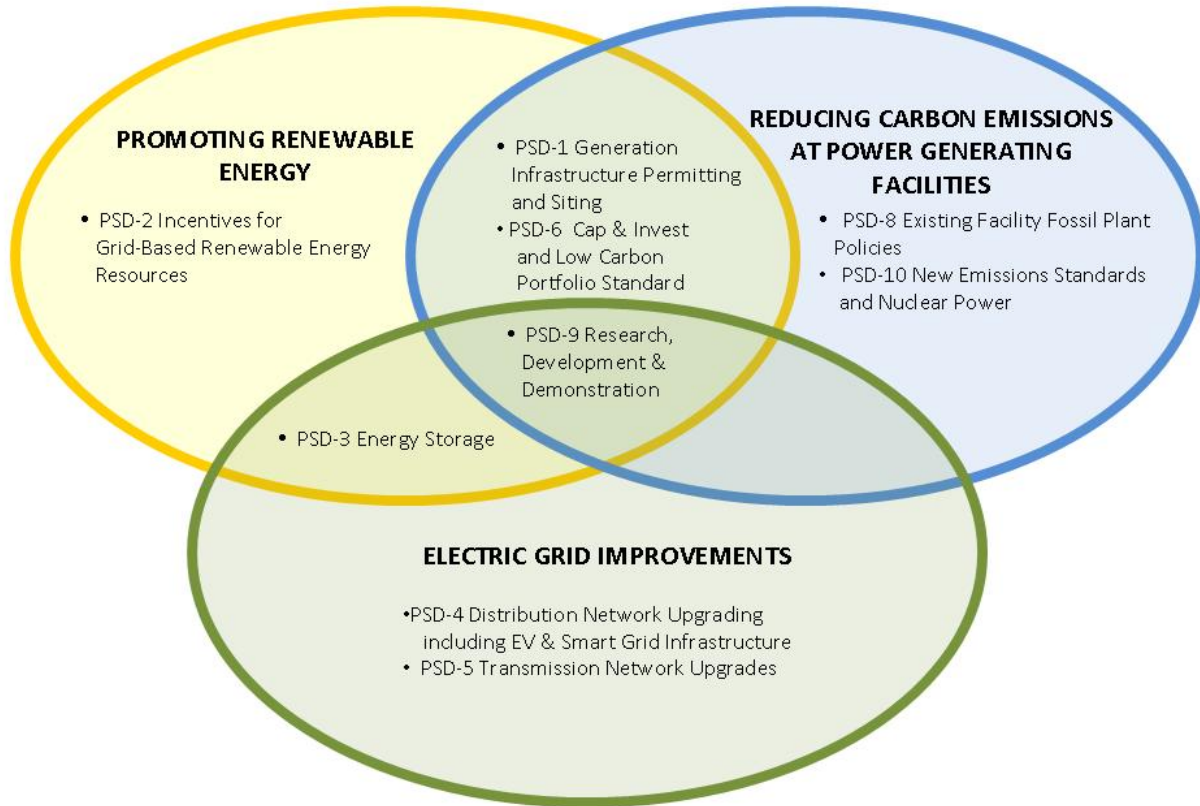 PROMOTING RENEWABLE
ENERGY
• PSD-2 Incentives for
Grid-Based Renewable Energy
Resources
• PSD-1 Generation
Infrastructure Permitting
and Siting
• PSD-6 Cap & Invest
and Low Carbon
Portfolio Standard
REDUCING CARBON EMISSIONS
AT POWER GENERATING
FACILITIES
• PSD-8 Existing Facility Fossil Plant
Policies
• PSD-10 New Emissions Standards
and Nuclear Power
• PSD-9 Research,
Development &
Demonstration
• PSD-3 Energy Storage
ELECTRIC GRID IMPROVEMENTS
•PSD-4 Distribution Network Upgrading
including EV & Smart Grid Infrastructure
• PSD-5 Transmission Network Upgrades